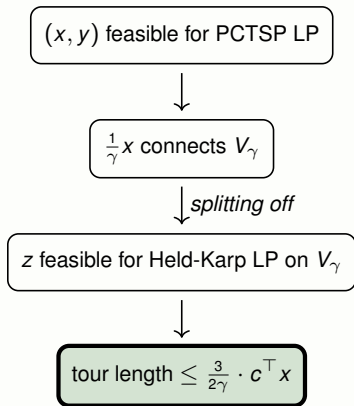 (x, y) feasible for PCTSP LP
1/γ x connects V_γ
splitting off
z feasible for Held-Karp LP on V_γ
tour length ≤ 3/2γ · c^⊤ x